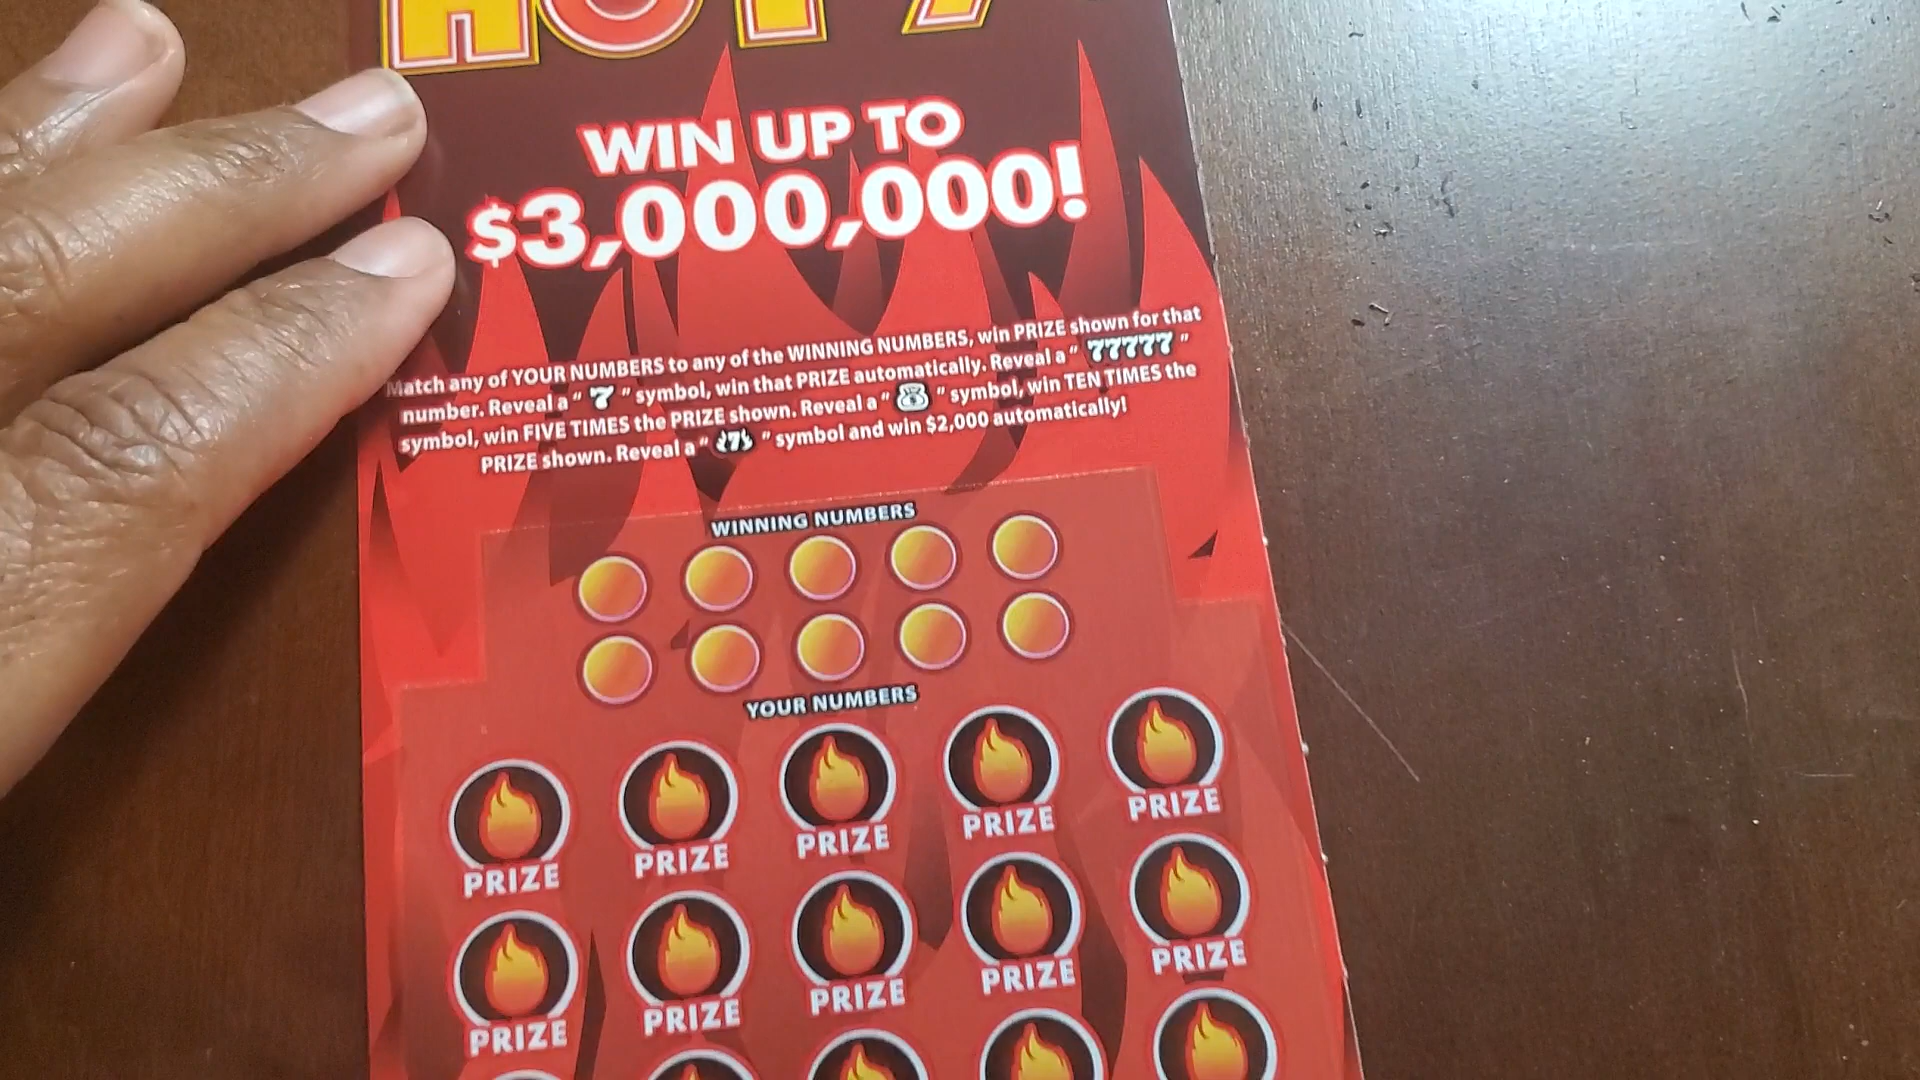 HOT 7
WIN UP TO
$3,000,000!
Match any of YOUR NUMBERS to any of the WINNING NUMBERS, win PRIZE shown for that
number. Reveal a " 7 " symbol, win that PRIZE automatically. Reveal a " 77777 "
symbol, win FIVE TIMES the PRIZE shown. Reveal a " " symbol, win TEN TIMES the
PRIZE shown. Reveal a " 7 " symbol and win $2,000 automatically!
WINNING NUMBERS
YOUR NUMBERS
PRIZE PRIZE PRIZE PRIZE PRIZE
PRIZE PRIZE PRIZE PRIZE PRIZE